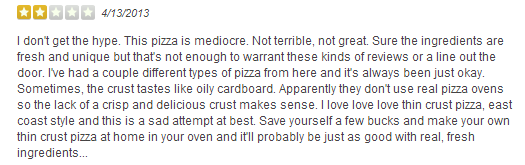 4/13/2013
I don't get the hype. This pizza is mediocre. Not terrible, not great. Sure the ingredients are
fresh and unique but that's not enough to warrant these kinds of reviews or a line out the
door. I've had a couple different types of pizza from here and it's always been just okay.
Sometimes, the crust tastes like oily cardboard. Apparently they don't use real pizza ovens
so the lack of a crisp and delicious crust makes sense. I love love love thin crust pizza, east
coast style and this is a sad attempt at best. Save yourself a few bucks and make your own
thin crust pizza at home in your oven and it'll probably be just as good with real, fresh
ingredients...